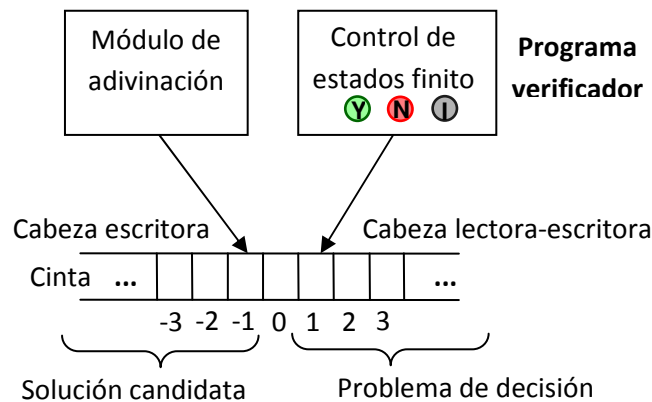 Módulo de
adivinación
Control de
estados finito
Y N I
Programa
verificador
Cabeza escritora
Cabeza lectora-escritora
Cinta ... ...
-3 -2 -1 0 1 2 3
Solución candidata
Problema de decisión